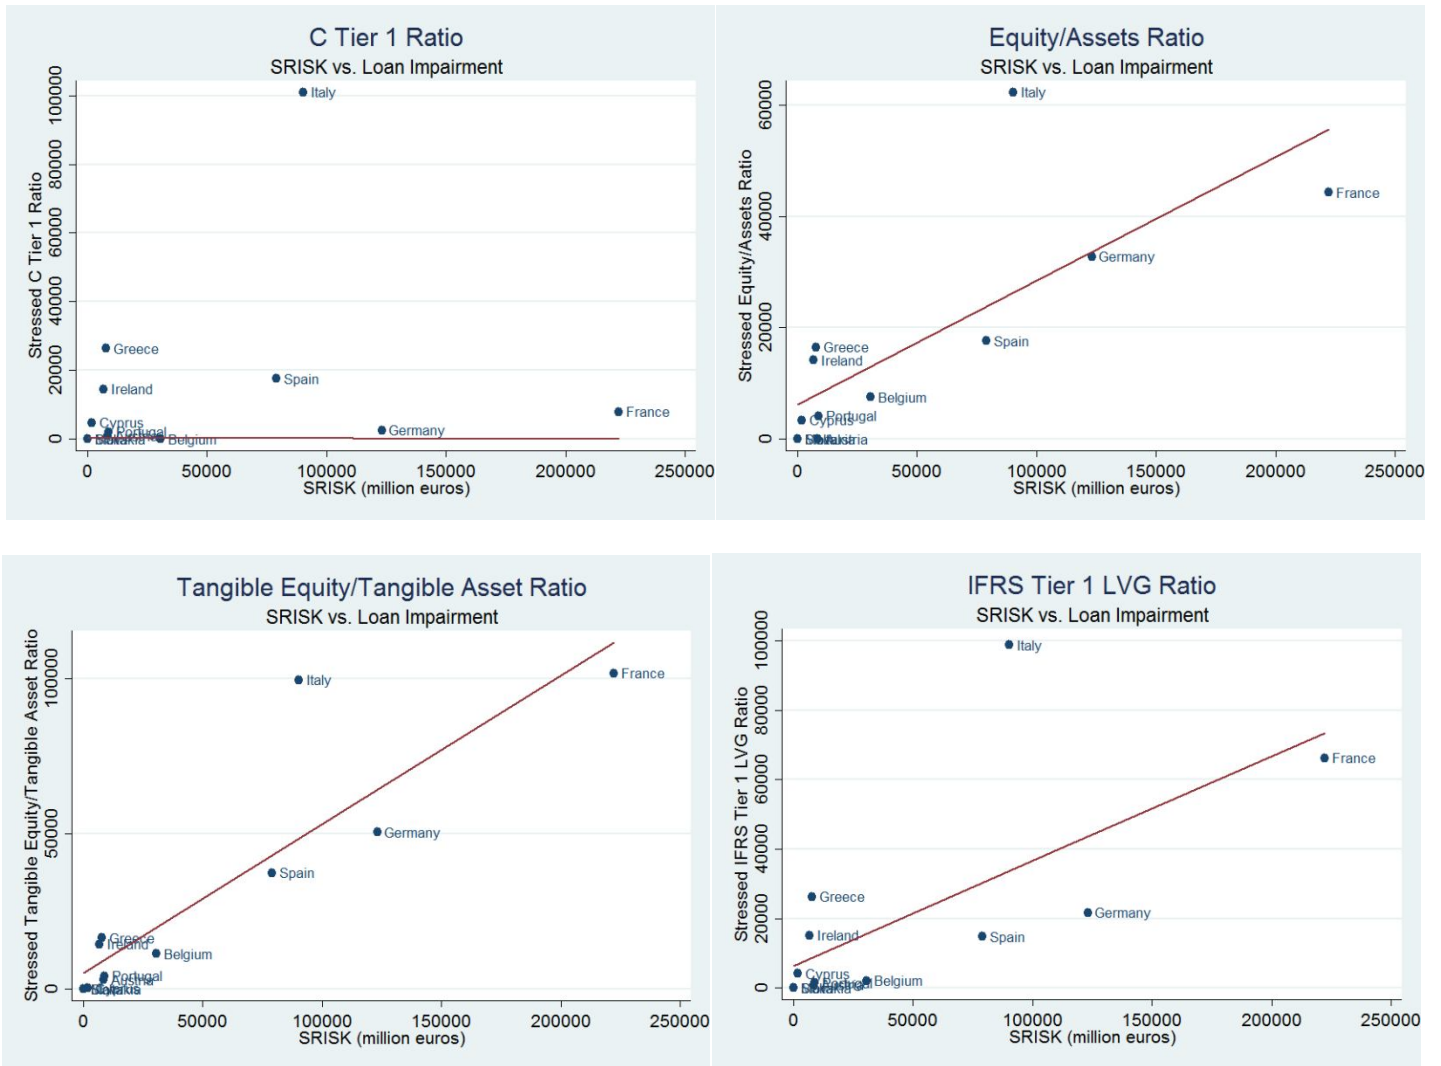 C Tier 1 Ratio
SRISK vs. Loan Impairment
Stressed C Tier 1 Ratio
100000
80000
60000
40000
20000
0
Italy
Greece
Ireland
Spain
Cyprus
Portugal
France
Germany
Belgium
0 50000 100000 150000 200000 250000
SRISK (million euros)
Equity/Assets Ratio
SRISK vs. Loan Impairment
Stressed Equity/Assets Ratio
60000
40000
20000
0
Italy
France
Germany
Spain
Greece
Ireland
Belgium
Portugal
Cyprus
Austria
0 50000 100000 150000 200000 250000
SRISK (million euros)
Tangible Equity/Tangible Asset Ratio
SRISK vs. Loan Impairment
Stressed Tangible Equity/Tangible Asset Ratio
100000
50000
0
Italy
France
Germany
Spain
Greece
Ireland
Belgium
Portugal
Austria
0 50000 100000 150000 200000 250000
SRISK (million euros)
IFRS Tier 1 LVG Ratio
SRISK vs. Loan Impairment
Stressed IFRS Tier 1 LVG Ratio
100000
80000
60000
40000
20000
0
Italy
France
Greece
Germany
Ireland
Spain
Cyprus
Belgium
0 50000 100000 150000 200000 250000
SRISK (million euros)